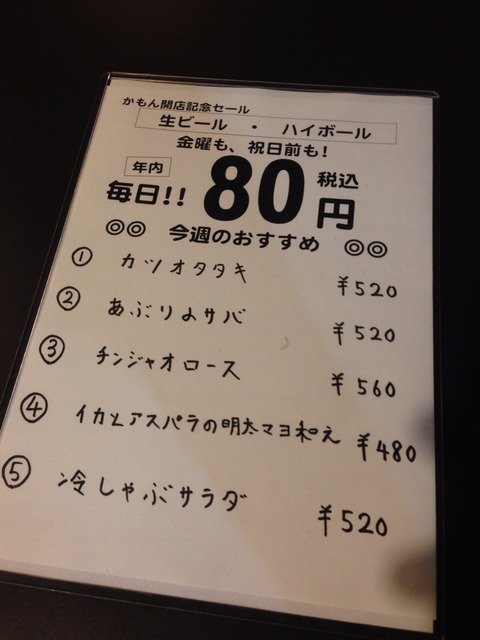 かもん開店記念セール
生ビール ・ ハイボール
金曜も、祝日前も!
年内
毎日!! 80円 税込
◎◎ 今週のおすすめ ◎◎
① カツオタタキ ¥520
② あぶりよサバ ¥520
③ チンジャオロース ¥560
④ イカとアスパラの明太マヨ和え ¥480
⑤ 冷しゃぶサラダ ¥520